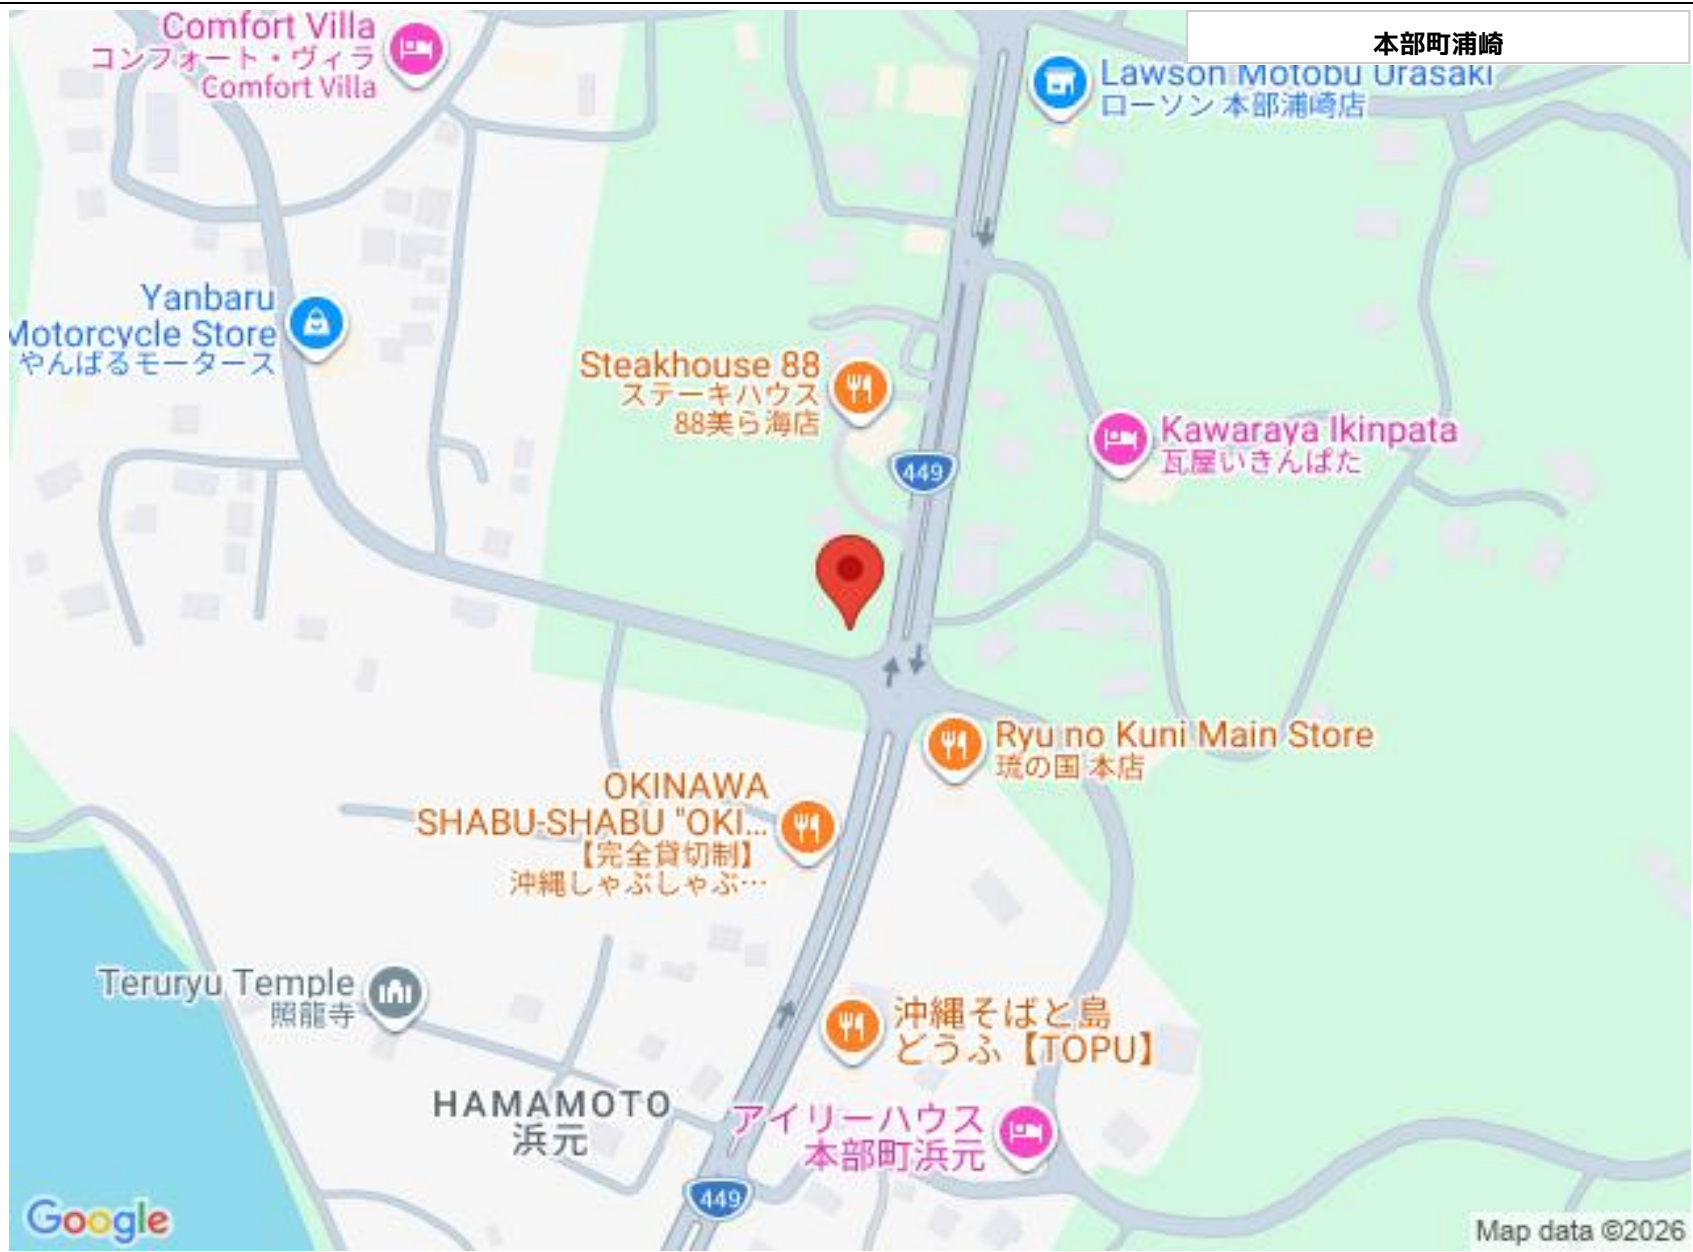 本部町浦崎
Comfort Villa
コンフォート・ヴィラ
Comfort Villa
Lawson Motobu Urasaki
ローソン 本部浦崎店
Yanbaru
Motorcycle Store
やんばるモータース
Steakhouse 88
ステーキハウス
88美ら海店
449
Kawaraya Ikinpata
瓦屋いきんぱた
Ryu no Kuni Main Store
琉の国 本店
OKINAWA
SHABU-SHABU "OKI...
【完全貸切制】
沖縄しゃぶしゃぶ…
Teruryu Temple
照龍寺
沖縄そばと島
どうふ【TOPU】
HAMAMOTO
浜元
アイリーハウス
本部町浜元
449
Google
Map data ©2026